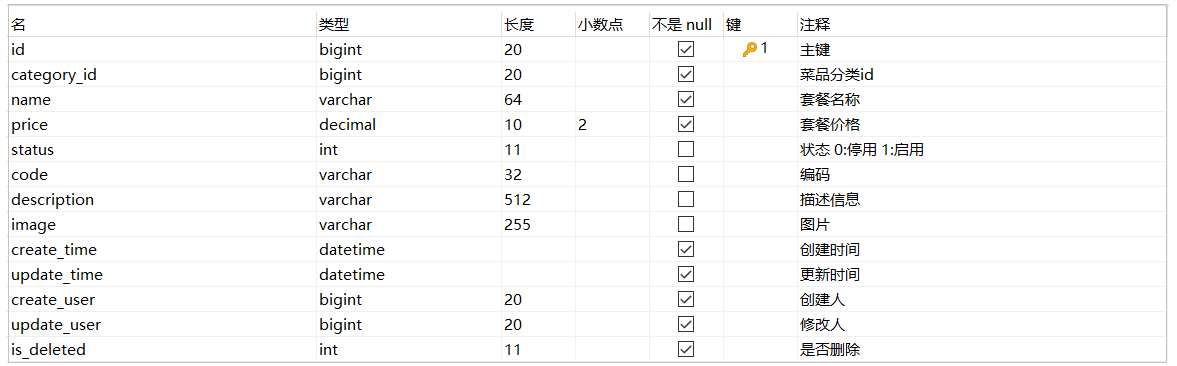 名 类型 长度 小数点 不是 null 键 注释
id bigint 20 1 主键
category_id bigint 20 菜品分类id
name varchar 64 套餐名称
price decimal 10 2 套餐价格
status int 11 状态 0:停用 1:启用
code varchar 32 编码
description varchar 512 描述信息
image varchar 255 图片
create_time datetime 创建时间
update_time datetime 更新时间
create_user bigint 20 创建人
update_user bigint 20 修改人
is_deleted int 11 是否删除